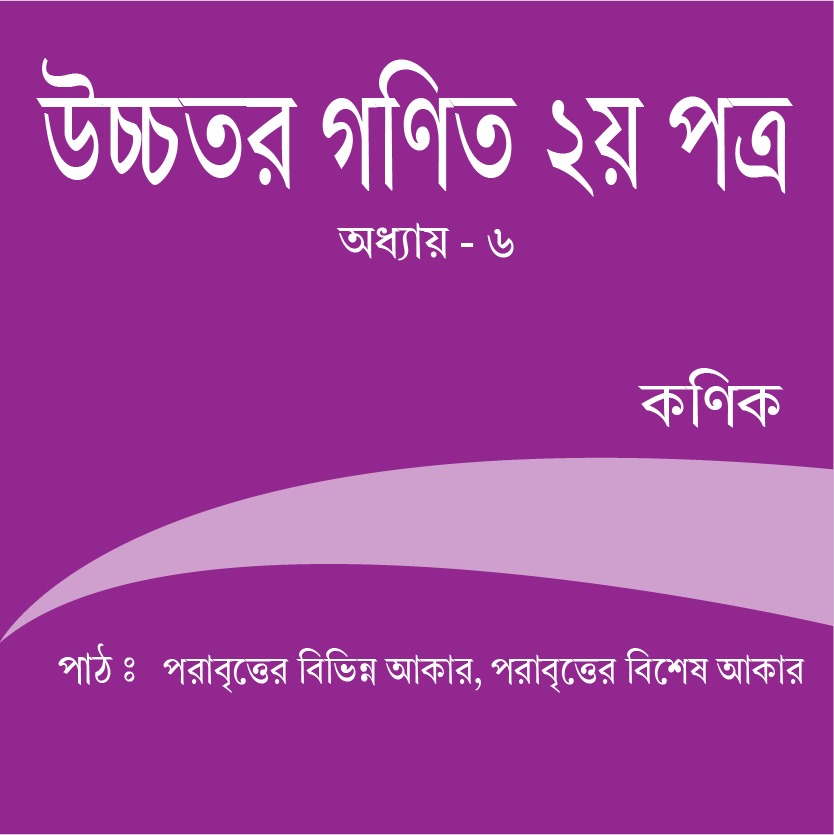 উচ্চতর গণিত ২য় পত্র
অধ্যায় - ৬
কণিক
পাঠ ঃ পরাবৃত্তের বিভিন্ন আকার, পরাবৃত্তের বিশেষ আকার